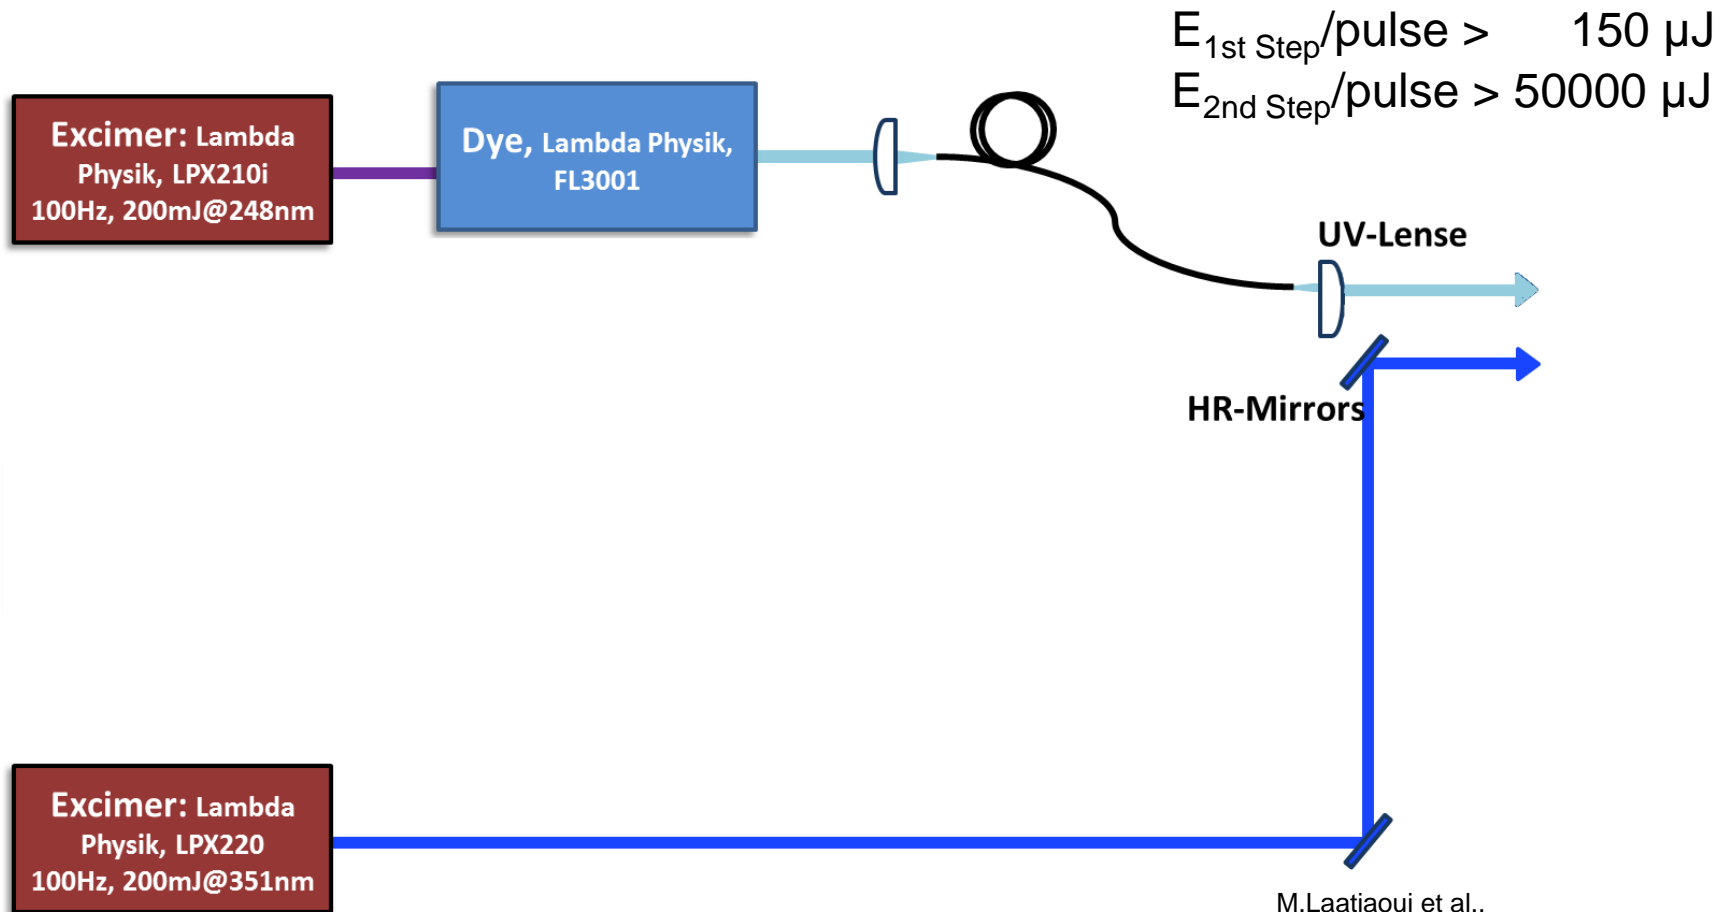 E1st Step/pulse > 150 µJ
E2nd Step/pulse > 50000 µJ
Excimer: Lambda
Physik, LPX210i
100Hz, 200mJ@248nm
Dye, Lambda Physik,
FL3001
UV-Lense
HR-Mirrors
Excimer: Lambda
Physik, LPX220
100Hz, 200mJ@351nm
M.Laatiaoui et al..